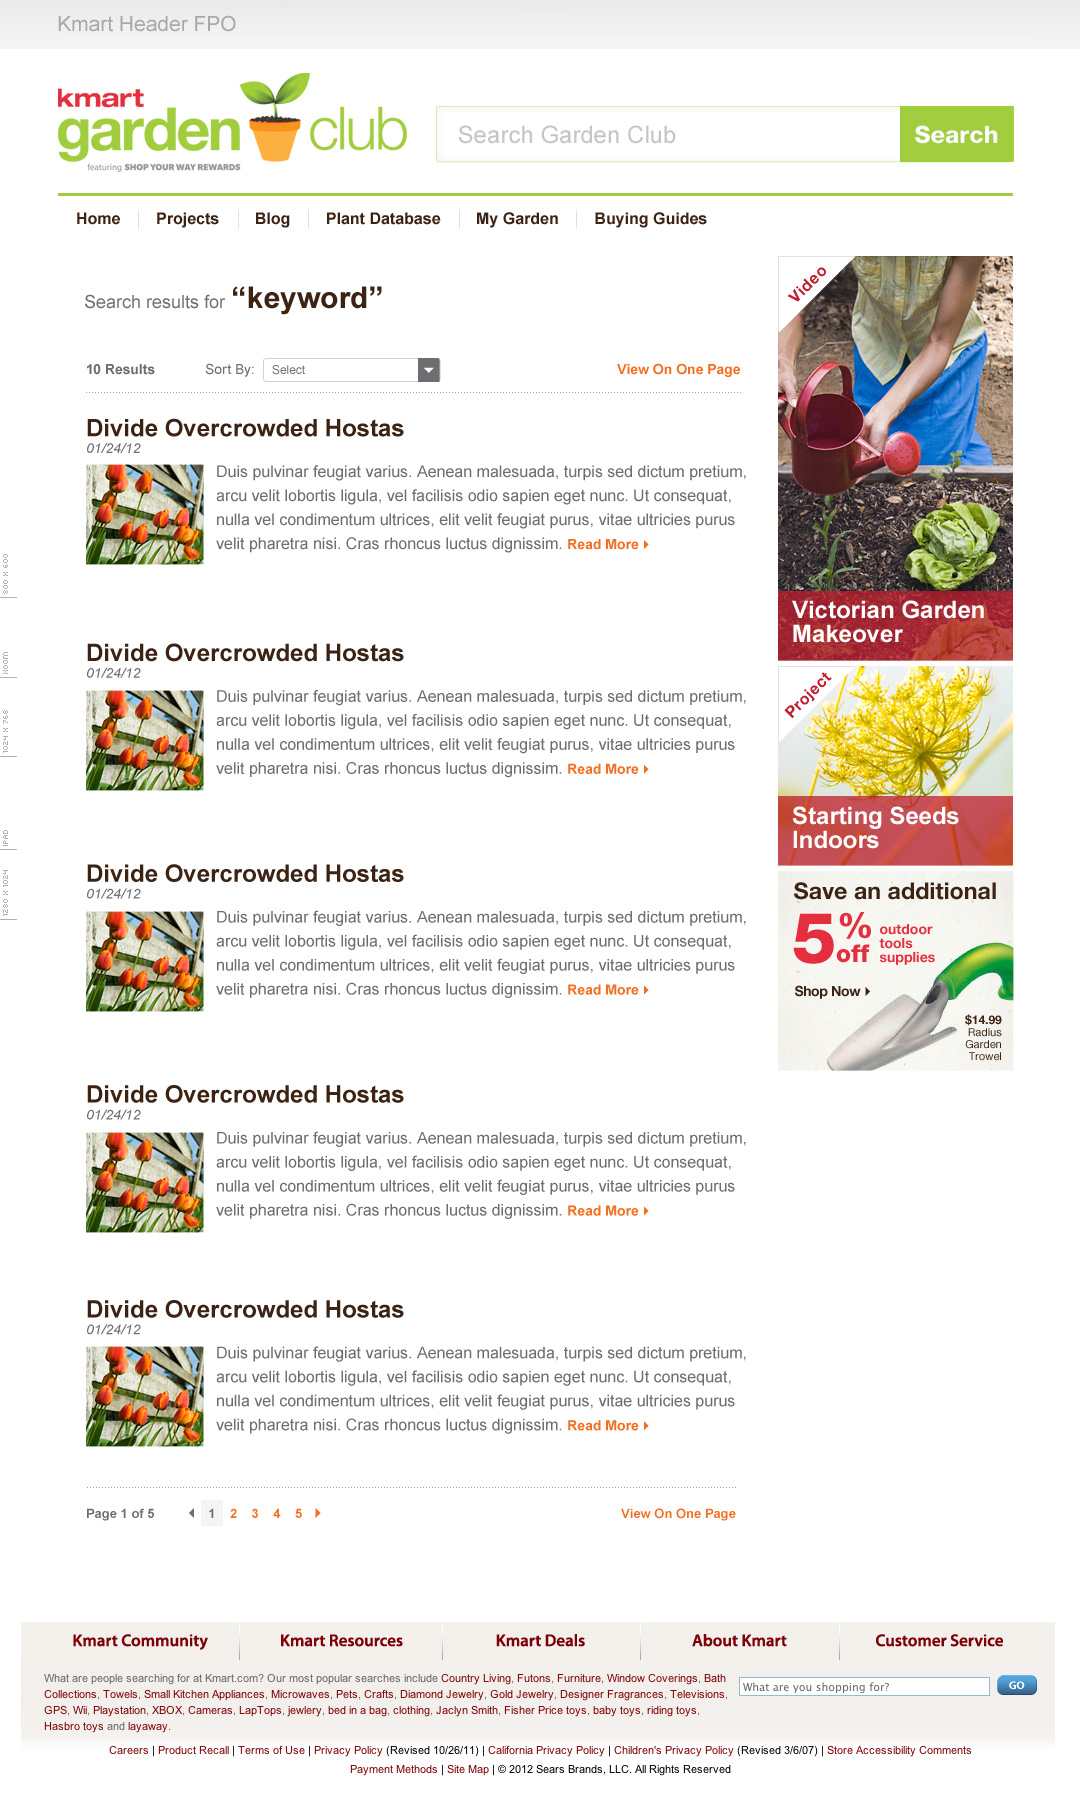 Kmart Header FPO
kmart
garden club
featuring SHOP YOUR WAY REWARDS
Search Garden Club
Search
Home
Projects
Blog
Plant Database
My Garden
Buying Guides
Search results for “keyword”
10 Results
Sort By:
Select
View On One Page
Divide Overcrowded Hostas
01/24/12
Duis pulvinar feugiat varius. Aenean malesuada, turpis sed dictum pretium,
arcu velit lobortis ligula, vel facilisis odio sapien eget nunc. Ut consequat,
nulla vel condimentum ultrices, elit velit feugiat purus, vitae ultricies purus
velit pharetra nisi. Cras rhoncus luctus dignissim. Read More
Divide Overcrowded Hostas
01/24/12
Duis pulvinar feugiat varius. Aenean malesuada, turpis sed dictum pretium,
arcu velit lobortis ligula, vel facilisis odio sapien eget nunc. Ut consequat,
nulla vel condimentum ultrices, elit velit feugiat purus, vitae ultricies purus
velit pharetra nisi. Cras rhoncus luctus dignissim. Read More
Divide Overcrowded Hostas
01/24/12
Duis pulvinar feugiat varius. Aenean malesuada, turpis sed dictum pretium,
arcu velit lobortis ligula, vel facilisis odio sapien eget nunc. Ut consequat,
nulla vel condimentum ultrices, elit velit feugiat purus, vitae ultricies purus
velit pharetra nisi. Cras rhoncus luctus dignissim. Read More
Divide Overcrowded Hostas
01/24/12
Duis pulvinar feugiat varius. Aenean malesuada, turpis sed dictum pretium,
arcu velit lobortis ligula, vel facilisis odio sapien eget nunc. Ut consequat,
nulla vel condimentum ultrices, elit velit feugiat purus, vitae ultricies purus
velit pharetra nisi. Cras rhoncus luctus dignissim. Read More
Divide Overcrowded Hostas
01/24/12
Duis pulvinar feugiat varius. Aenean malesuada, turpis sed dictum pretium,
arcu velit lobortis ligula, vel facilisis odio sapien eget nunc. Ut consequat,
nulla vel condimentum ultrices, elit velit feugiat purus, vitae ultricies purus
velit pharetra nisi. Cras rhoncus luctus dignissim. Read More
Page 1 of 5
1 2 3 4 5
View On One Page
Video
Victorian Garden
Makeover
Project
Starting Seeds
Indoors
Save an additional
5% off
outdoor
tools
supplies
Shop Now
$14.99
Radius
Garden
Trowel
800 X 600
XOOM
1024 X 768
IPAD
1280 X 1024
Kmart Community
Kmart Resources
Kmart Deals
About Kmart
Customer Service
What are people searching for at Kmart.com? Our most popular searches include Country Living, Futons, Furniture, Window Coverings, Bath
Collections, Towels, Small Kitchen Appliances, Microwaves, Pets, Crafts, Diamond Jewelry, Gold Jewelry, Designer Fragrances, Televisions,
GPS, Wii, Playstation, XBOX, Cameras, LapTops, jewlery, bed in a bag, clothing, Jaclyn Smith, Fisher Price toys, baby toys, riding toys,
Hasbro toys and layaway.
What are you shopping for?
GO
Careers | Product Recall | Terms of Use | Privacy Policy (Revised 10/26/11) | California Privacy Policy | Children's Privacy Policy (Revised 3/6/07) | Store Accessibility Comments
Payment Methods | Site Map | © 2012 Sears Brands, LLC. All Rights Reserved